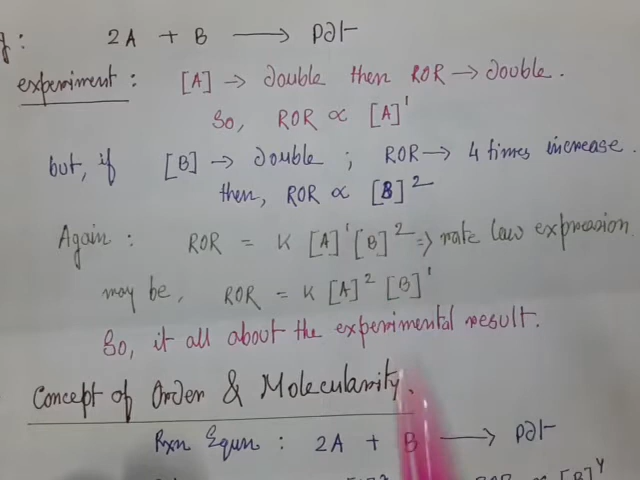 g: 2A + B → Pdt
experiment: [A] → double then ROR → double.
So, ROR ∝ [A]¹
but, if [B] → double ; ROR → 4 times increase.
then, ROR ∝ [B]²
Again: ROR = K [A]¹ [B]² ⇒ rate law expression.
may be, ROR = K [A]² [B]¹
So, it all about the experimental result.
Concept of Order & Molecularity.
Rxn Equn: 2A + B → Pdt
[B]ʸ